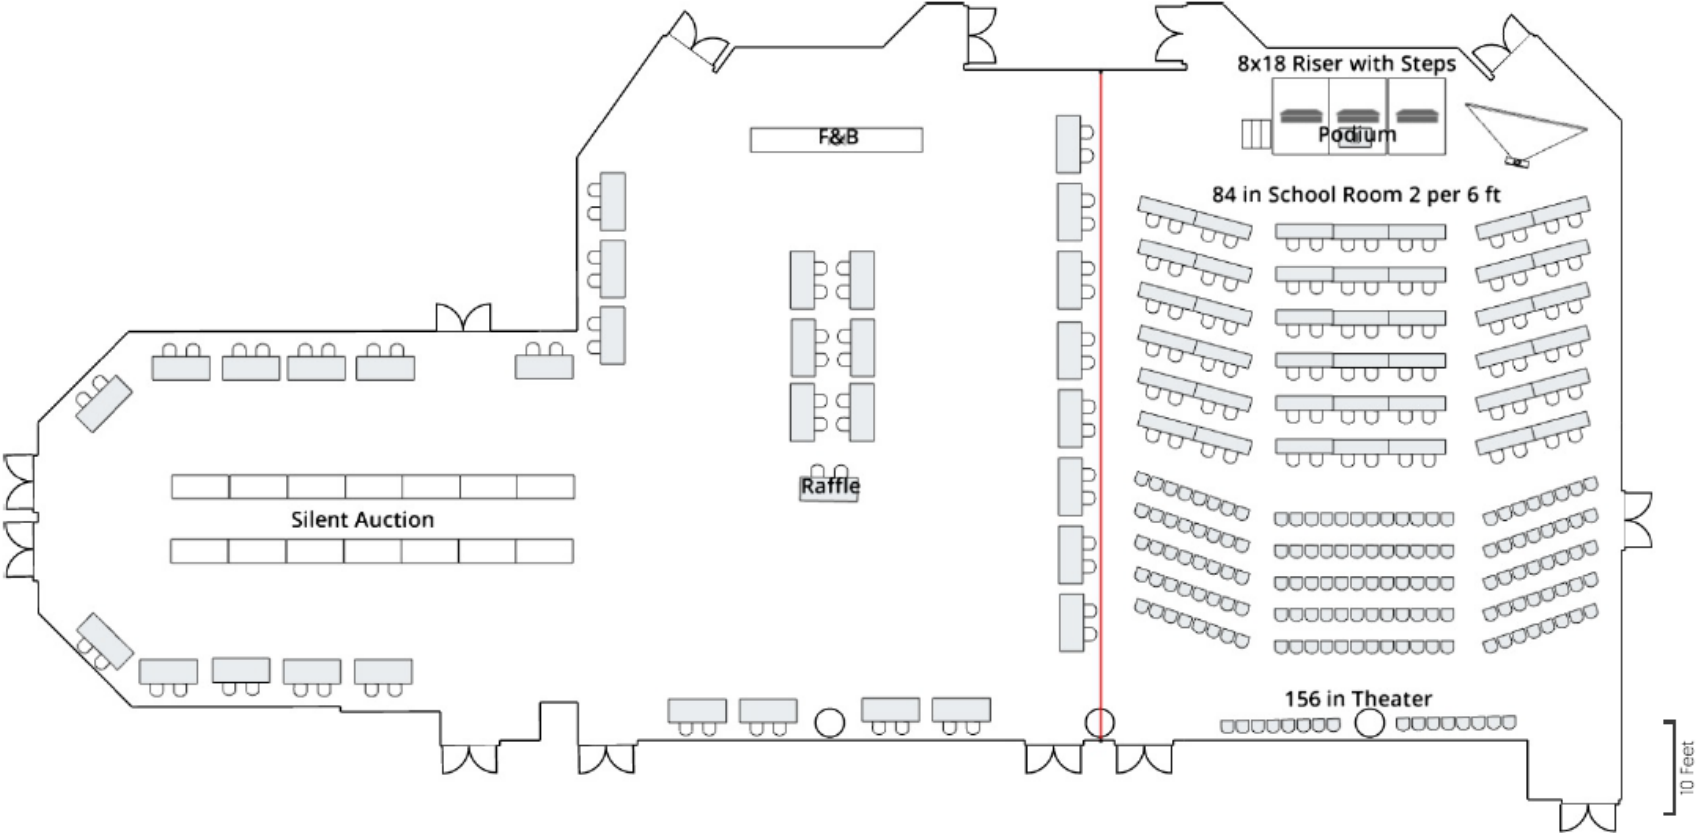 8x18 Riser with Steps
F&B
Podium
84 in School Room 2 per 6 ft
Raffle
Silent Auction
156 in Theater
10 Feet